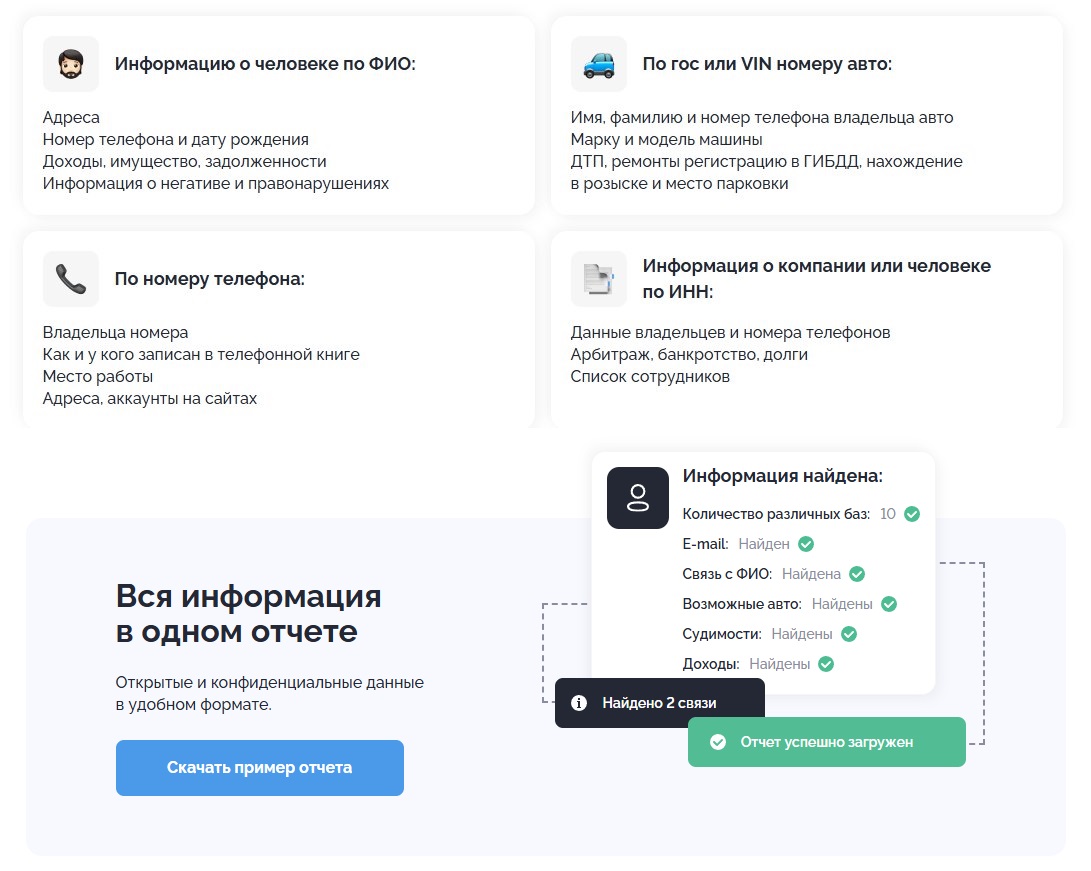 Информацию о человеке по ФИО:
Адреса
Номер телефона и дату рождения
Доходы, имущество, задолженности
Информация о негативе и правонарушениях
По гос или VIN номеру авто:
Имя, фамилию и номер телефона владельца авто
Марку и модель машины
ДТП, ремонты регистрацию в ГИБДД, нахождение
в розыске и место парковки
По номеру телефона:
Владельца номера
Как и у кого записан в телефонной книге
Место работы
Адреса, аккаунты на сайтах
Информация о компании или человеке
по ИНН:
Данные владельцев и номера телефонов
Арбитраж, банкротство, долги
Список сотрудников
Вся информация
в одном отчете
Открытые и конфиденциальные данные
в удобном формате.
Скачать пример отчета
Информация найдена:
Количество различных баз: 10
E-mail: Найден
Связь с ФИО: Найдена
Возможные авто: Найдены
Судимости: Найдены
Доходы: Найдены
Найдено 2 связи
Отчет успешно загружен